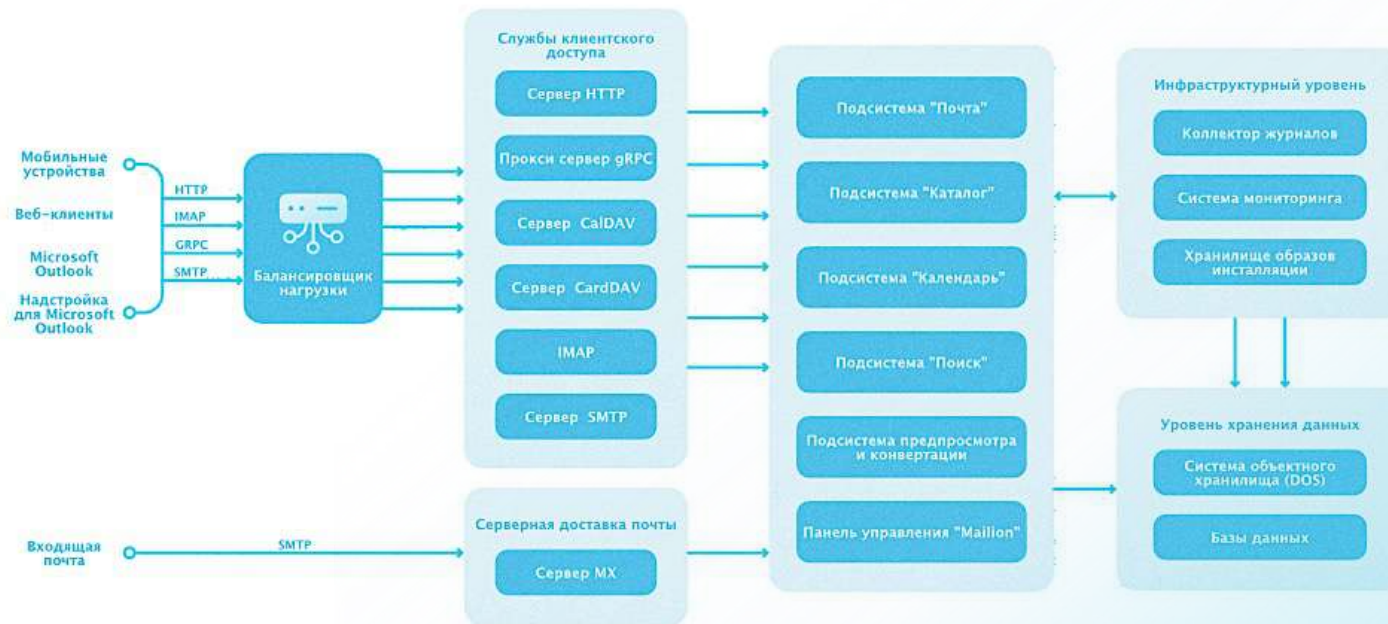 Мобильные
устройства
Веб-клиенты
Microsoft
Outlook
Надстройка
для Microsoft
Outlook
HTTP
IMAP
GRPC
SMTP
Балансировщик
нагрузки
Службы клиентского
доступа
Сервер HTTP
Прокси сервер gRPC
Сервер CalDAV
Сервер CardDAV
IMAP
Сервер SMTP
Входящая
почта
SMTP
Серверная доставка почты
Сервер MX
Подсистема "Почта"
Подсистема "Каталог"
Подсистема "Календарь"
Подсистема "Поиск"
Подсистема предпросмотра
и конвертации
Панель управления "Mailion"
Инфраструктурный уровень
Коллектор журналов
Система мониторинга
Хранилище образов
инсталляции
Уровень хранения данных
Система объектного
хранилища (DOS)
Базы данных